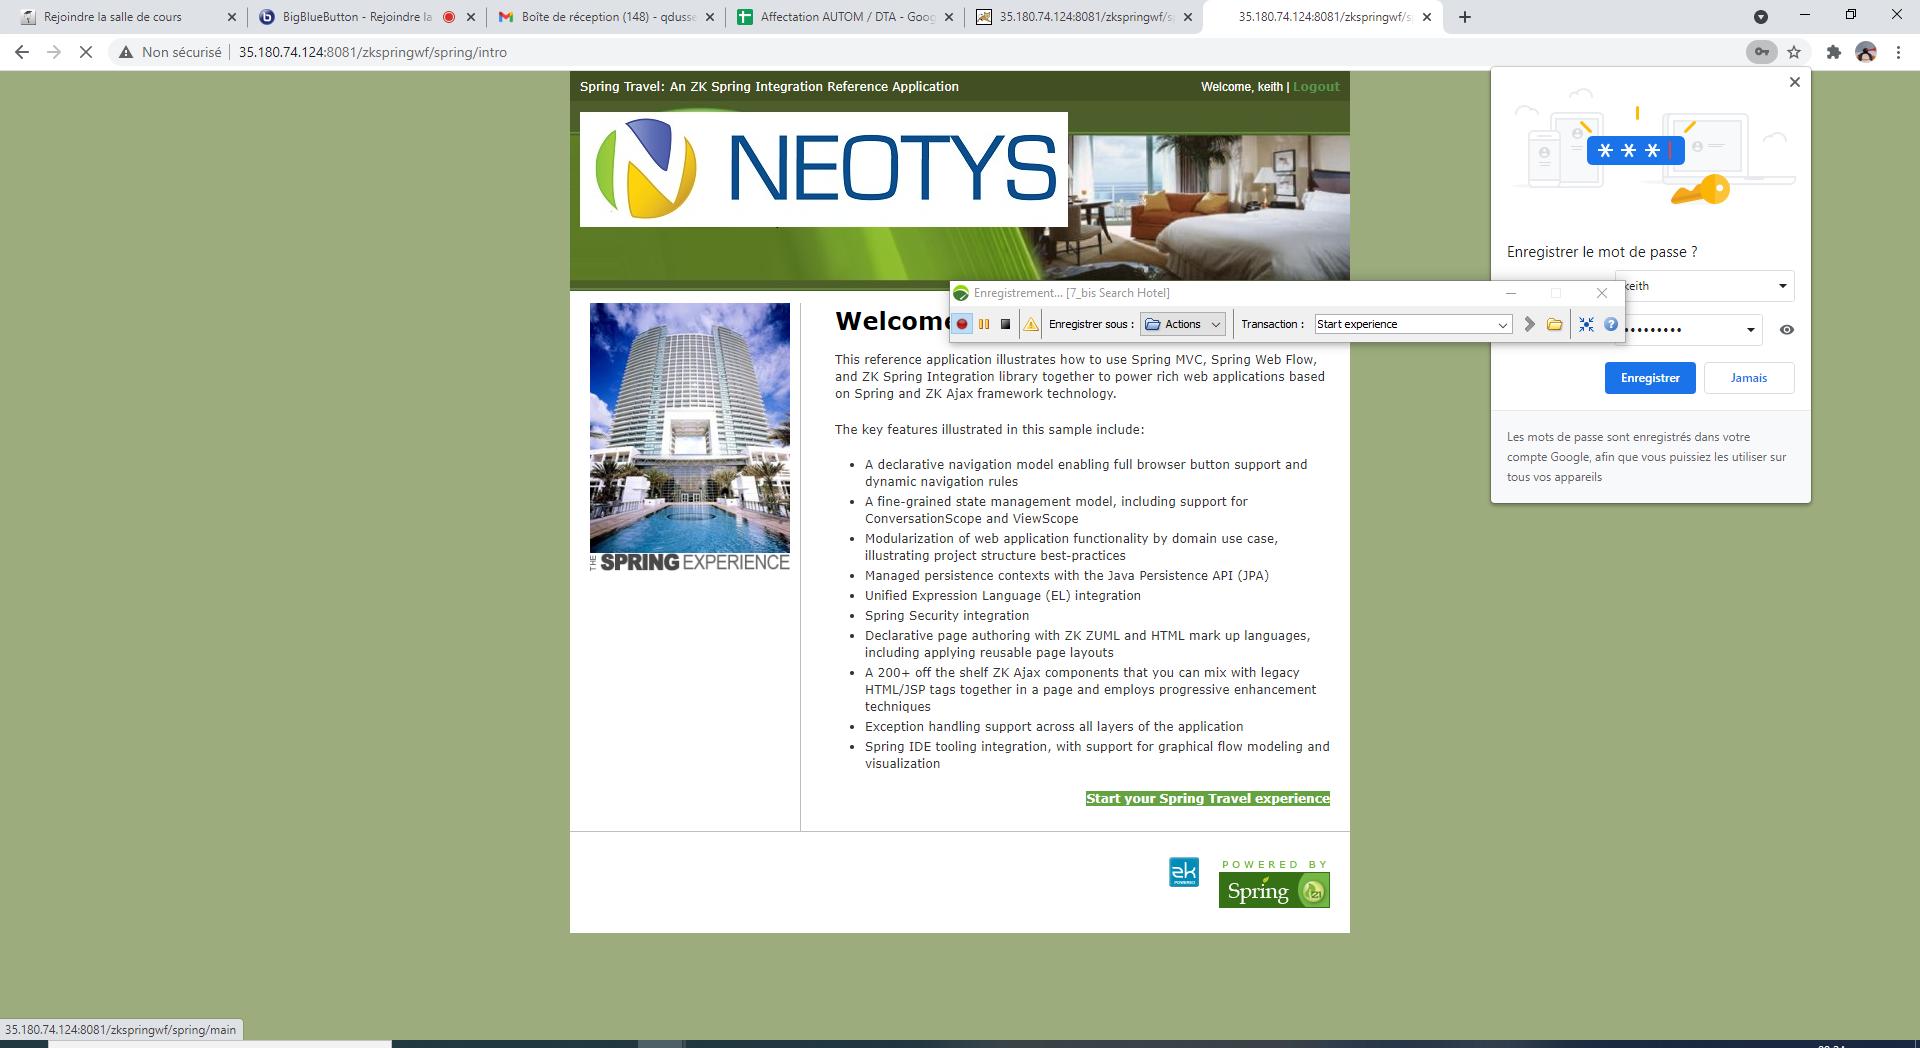 Rejoindre la salle de cours
BigBlueButton - Rejoindre la
Boîte de réception (148) - qdusse
Affectation AUTOM / DTA - Goog
35.180.74.124:8081/zkspringwf/s
35.180.74.124:8081/zkspringwf/s
Non sécurisé
35.180.74.124:8081/zkspringwf/spring/intro
Spring Travel: An ZK Spring Integration Reference Application
Welcome, keith | Logout
NEOTYS
Enregistrer le mot de passe ?
keith
•••••••••
Enregistrer
Jamais
Les mots de passe sont enregistrés dans votre
compte Google, afin que vous puissiez les utiliser sur
tous vos appareils
Enregistrement... [7_bis Search Hotel]
Enregistrer sous :
Actions
Transaction :
Start experience
THE SPRING EXPERIENCE
Welcome
This reference application illustrates how to use Spring MVC, Spring Web Flow,
and ZK Spring Integration library together to power rich web applications based
on Spring and ZK Ajax framework technology.
The key features illustrated in this sample include:
• A declarative navigation model enabling full browser button support and
dynamic navigation rules
• A fine-grained state management model, including support for
ConversationScope and ViewScope
• Modularization of web application functionality by domain use case,
illustrating project structure best-practices
• Managed persistence contexts with the Java Persistence API (JPA)
• Unified Expression Language (EL) integration
• Spring Security integration
• Declarative page authoring with ZK ZUML and HTML mark up languages,
including applying reusable page layouts
• A 200+ off the shelf ZK Ajax components that you can mix with legacy
HTML/JSP tags together in a page and employs progressive enhancement
techniques
• Exception handling support across all layers of the application
• Spring IDE tooling integration, with support for graphical flow modeling and
visualization
Start your Spring Travel experience
zk
POWERED
POWERED BY
Spring
35.180.74.124:8081/zkspringwf/spring/main